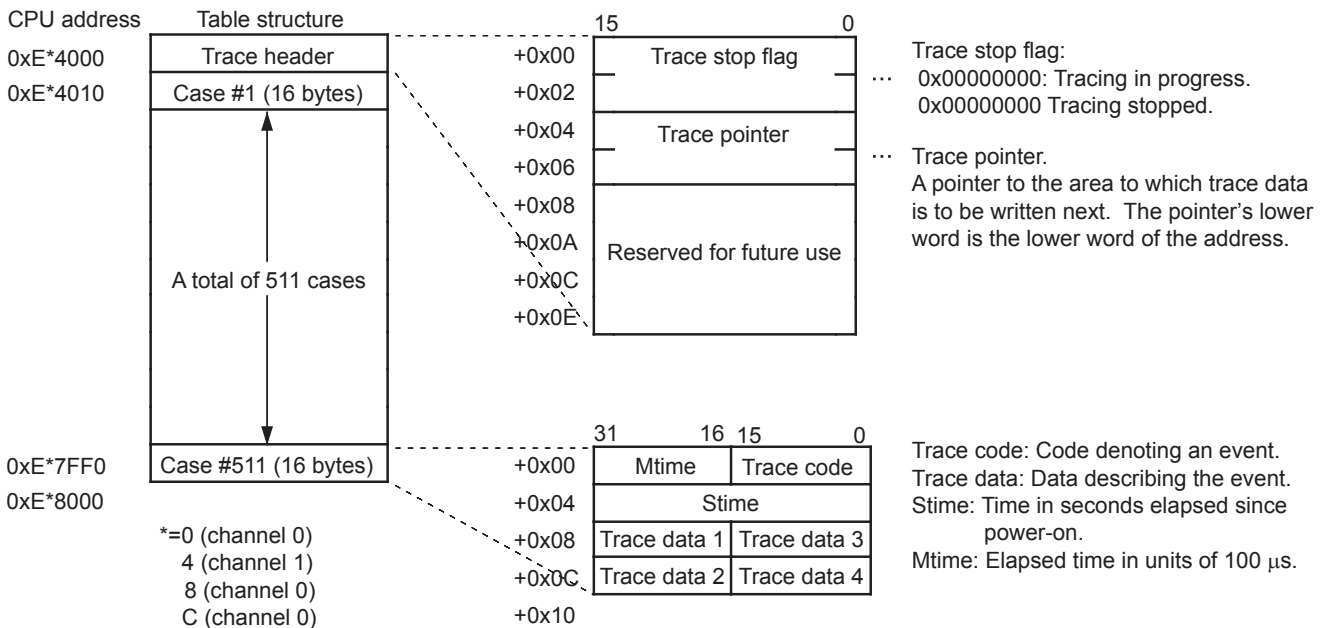 CPU address
Table structure
0xE*4000
Trace header
0xE*4010
Case #1 (16 bytes)
A total of 511 cases
0xE*7FF0
Case #511 (16 bytes)
0xE*8000
*=0 (channel 0)
4 (channel 1)
8 (channel 0)
C (channel 0)
15 0
+0x00
Trace stop flag
+0x02
+0x04
Trace pointer
+0x06
+0x08
+0x0A
Reserved for future use
+0x0C
+0x0E
Trace stop flag:
… 0x00000000: Tracing in progress.
0x00000000 Tracing stopped.
… Trace pointer.
A pointer to the area to which trace data
is to be written next. The pointer's lower
word is the lower word of the address.
31 16 15 0
+0x00 Mtime Trace code
+0x04 Stime
+0x08 Trace data 1 Trace data 3
+0x0C Trace data 2 Trace data 4
+0x10
Trace code: Code denoting an event.
Trace data: Data describing the event.
Stime: Time in seconds elapsed since
power-on.
Mtime: Elapsed time in units of 100 μs.